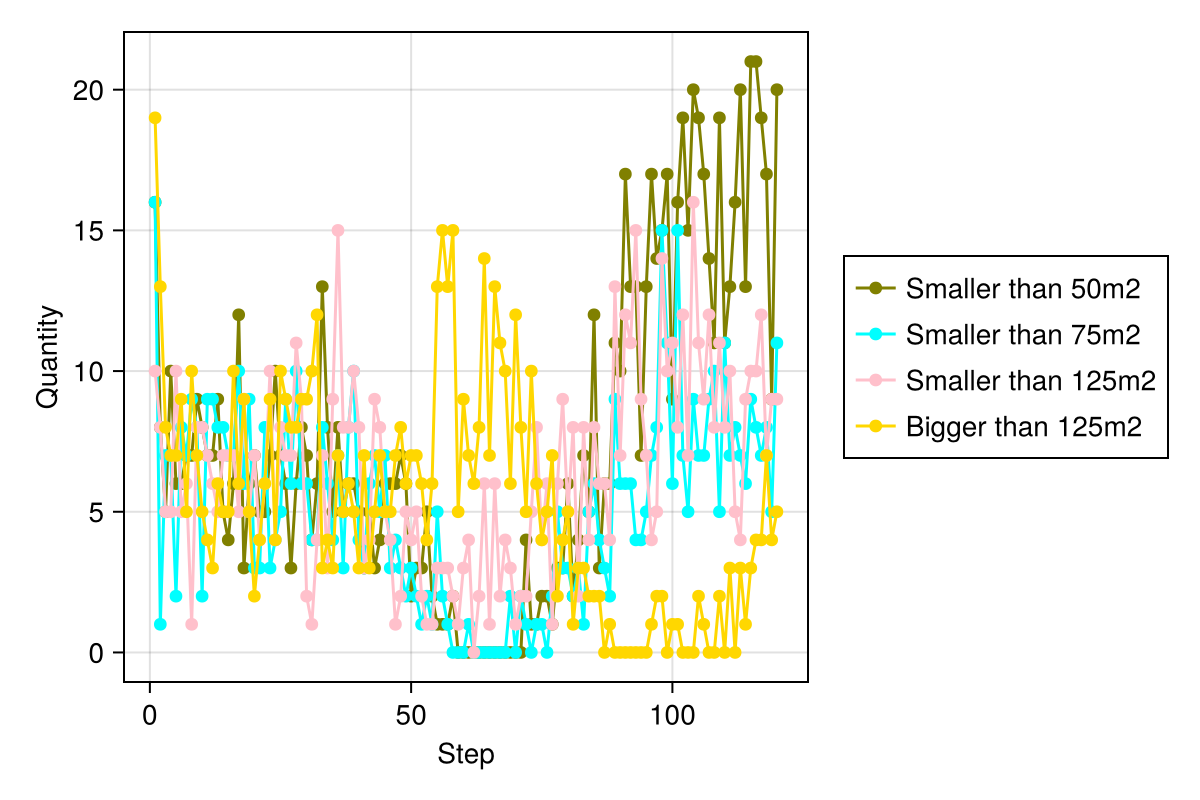 20
15
10
5
0
Quantity
0 50 100
Step
Smaller than 50m2
Smaller than 75m2
Smaller than 125m2
Bigger than 125m2